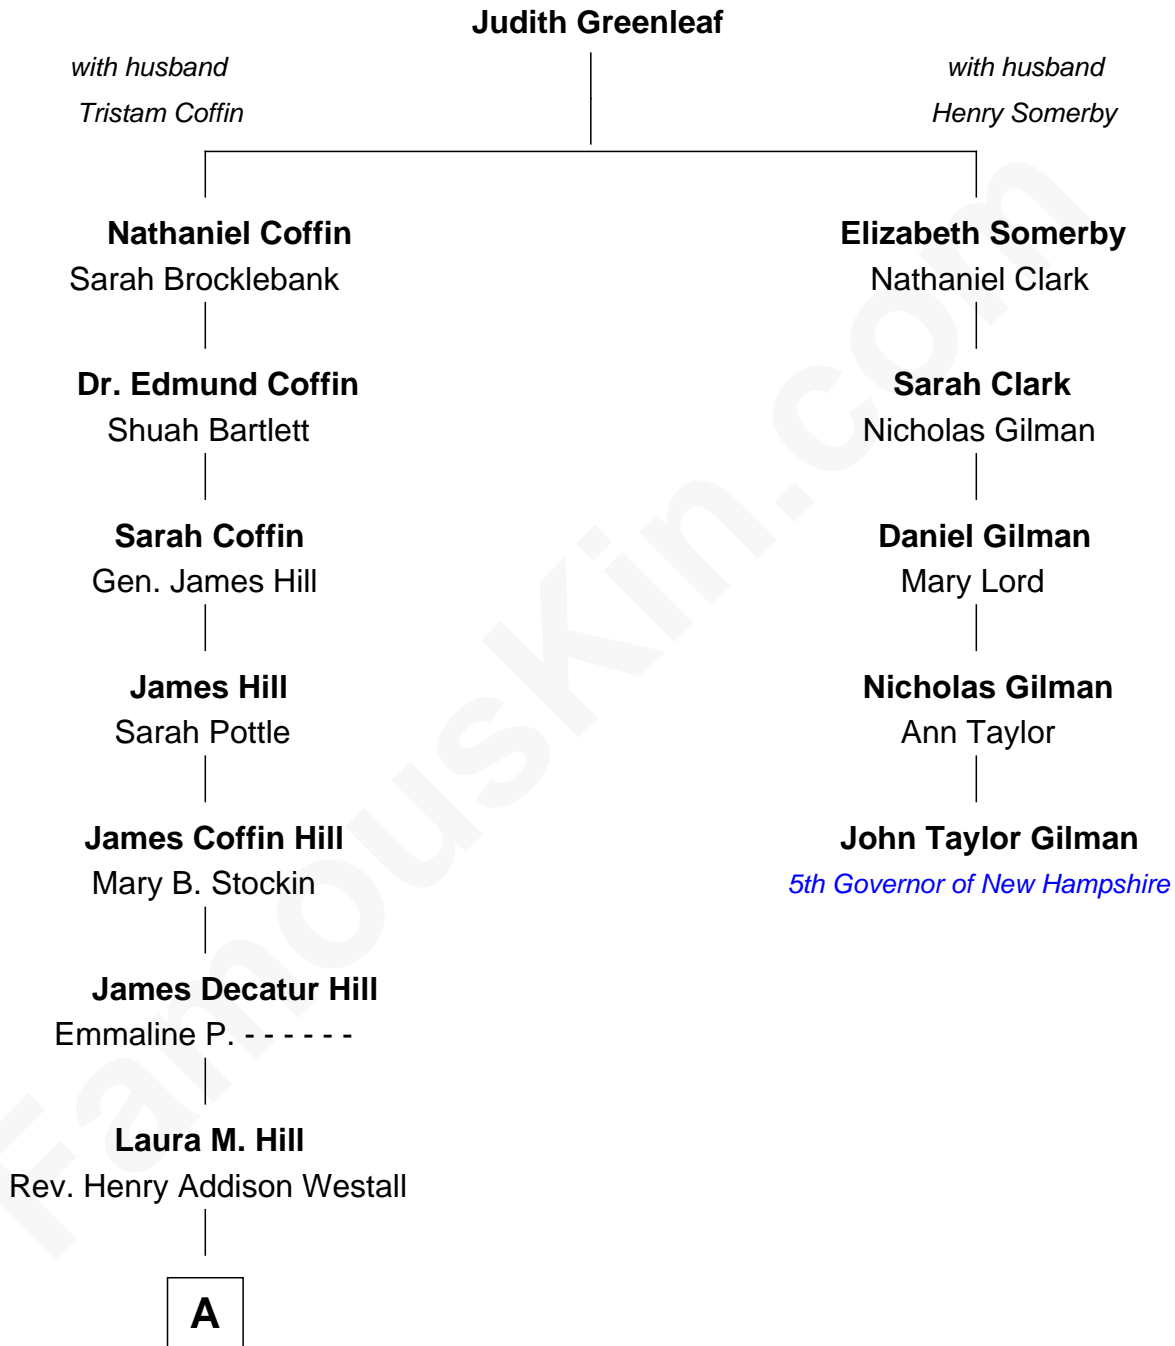 Judith Greenleaf
with husband
Tristam Coffin
with husband
Henry Somerby
Nathaniel Coffin
Sarah Brocklebank
Elizabeth Somerby
Nathaniel Clark
Dr. Edmund Coffin
Shuah Bartlett
Sarah Clark
Nicholas Gilman
Sarah Coffin
Gen. James Hill
Daniel Gilman
Mary Lord
James Hill
Sarah Pottle
Nicholas Gilman
Ann Taylor
James Coffin Hill
Mary B. Stockin
John Taylor Gilman
5th Governor of New Hampshire
James Decatur Hill
Emmaline P. - - - - - -
Laura M. Hill
Rev. Henry Addison Westall
A
FamousKin.com